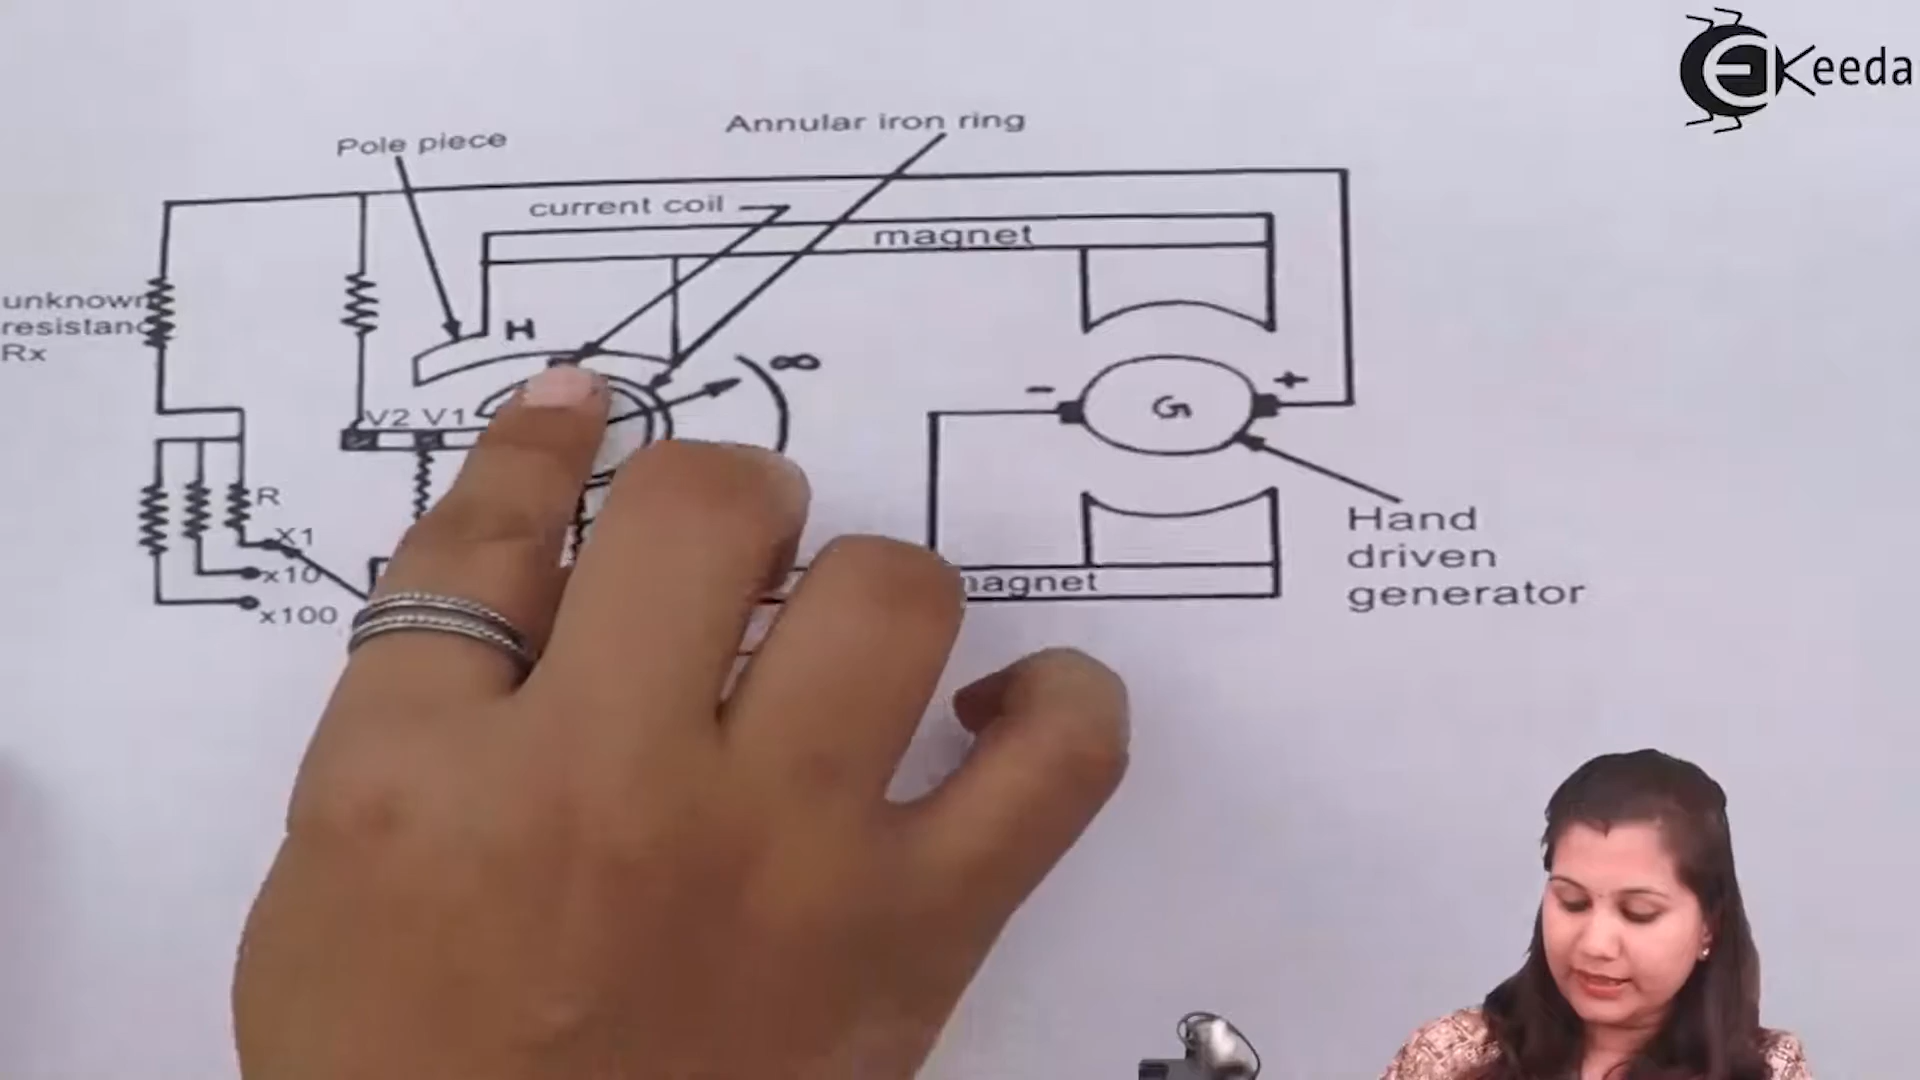 EKeeda
Annular iron ring
Pole piece
current coil
magnet
unknown
resistanc
Rx
H
∞
V2 V1
- G +
R
X1
x10
x100
Hand
driven
generator
magnet